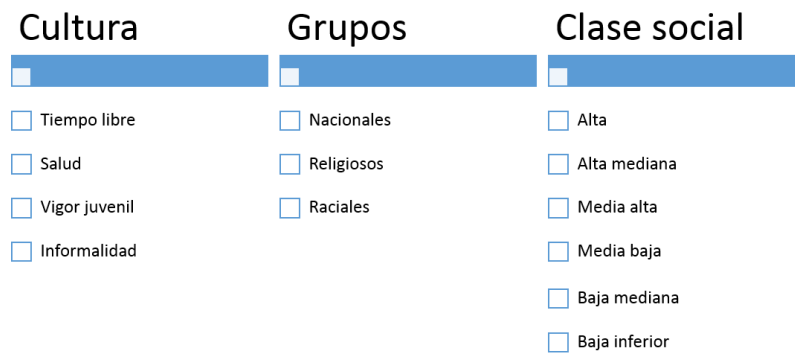 Cultura
Tiempo libre
Salud
Vigor juvenil
Informalidad
Grupos
Nacionales
Religiosos
Raciales
Clase social
Alta
Alta mediana
Media alta
Media baja
Baja mediana
Baja inferior